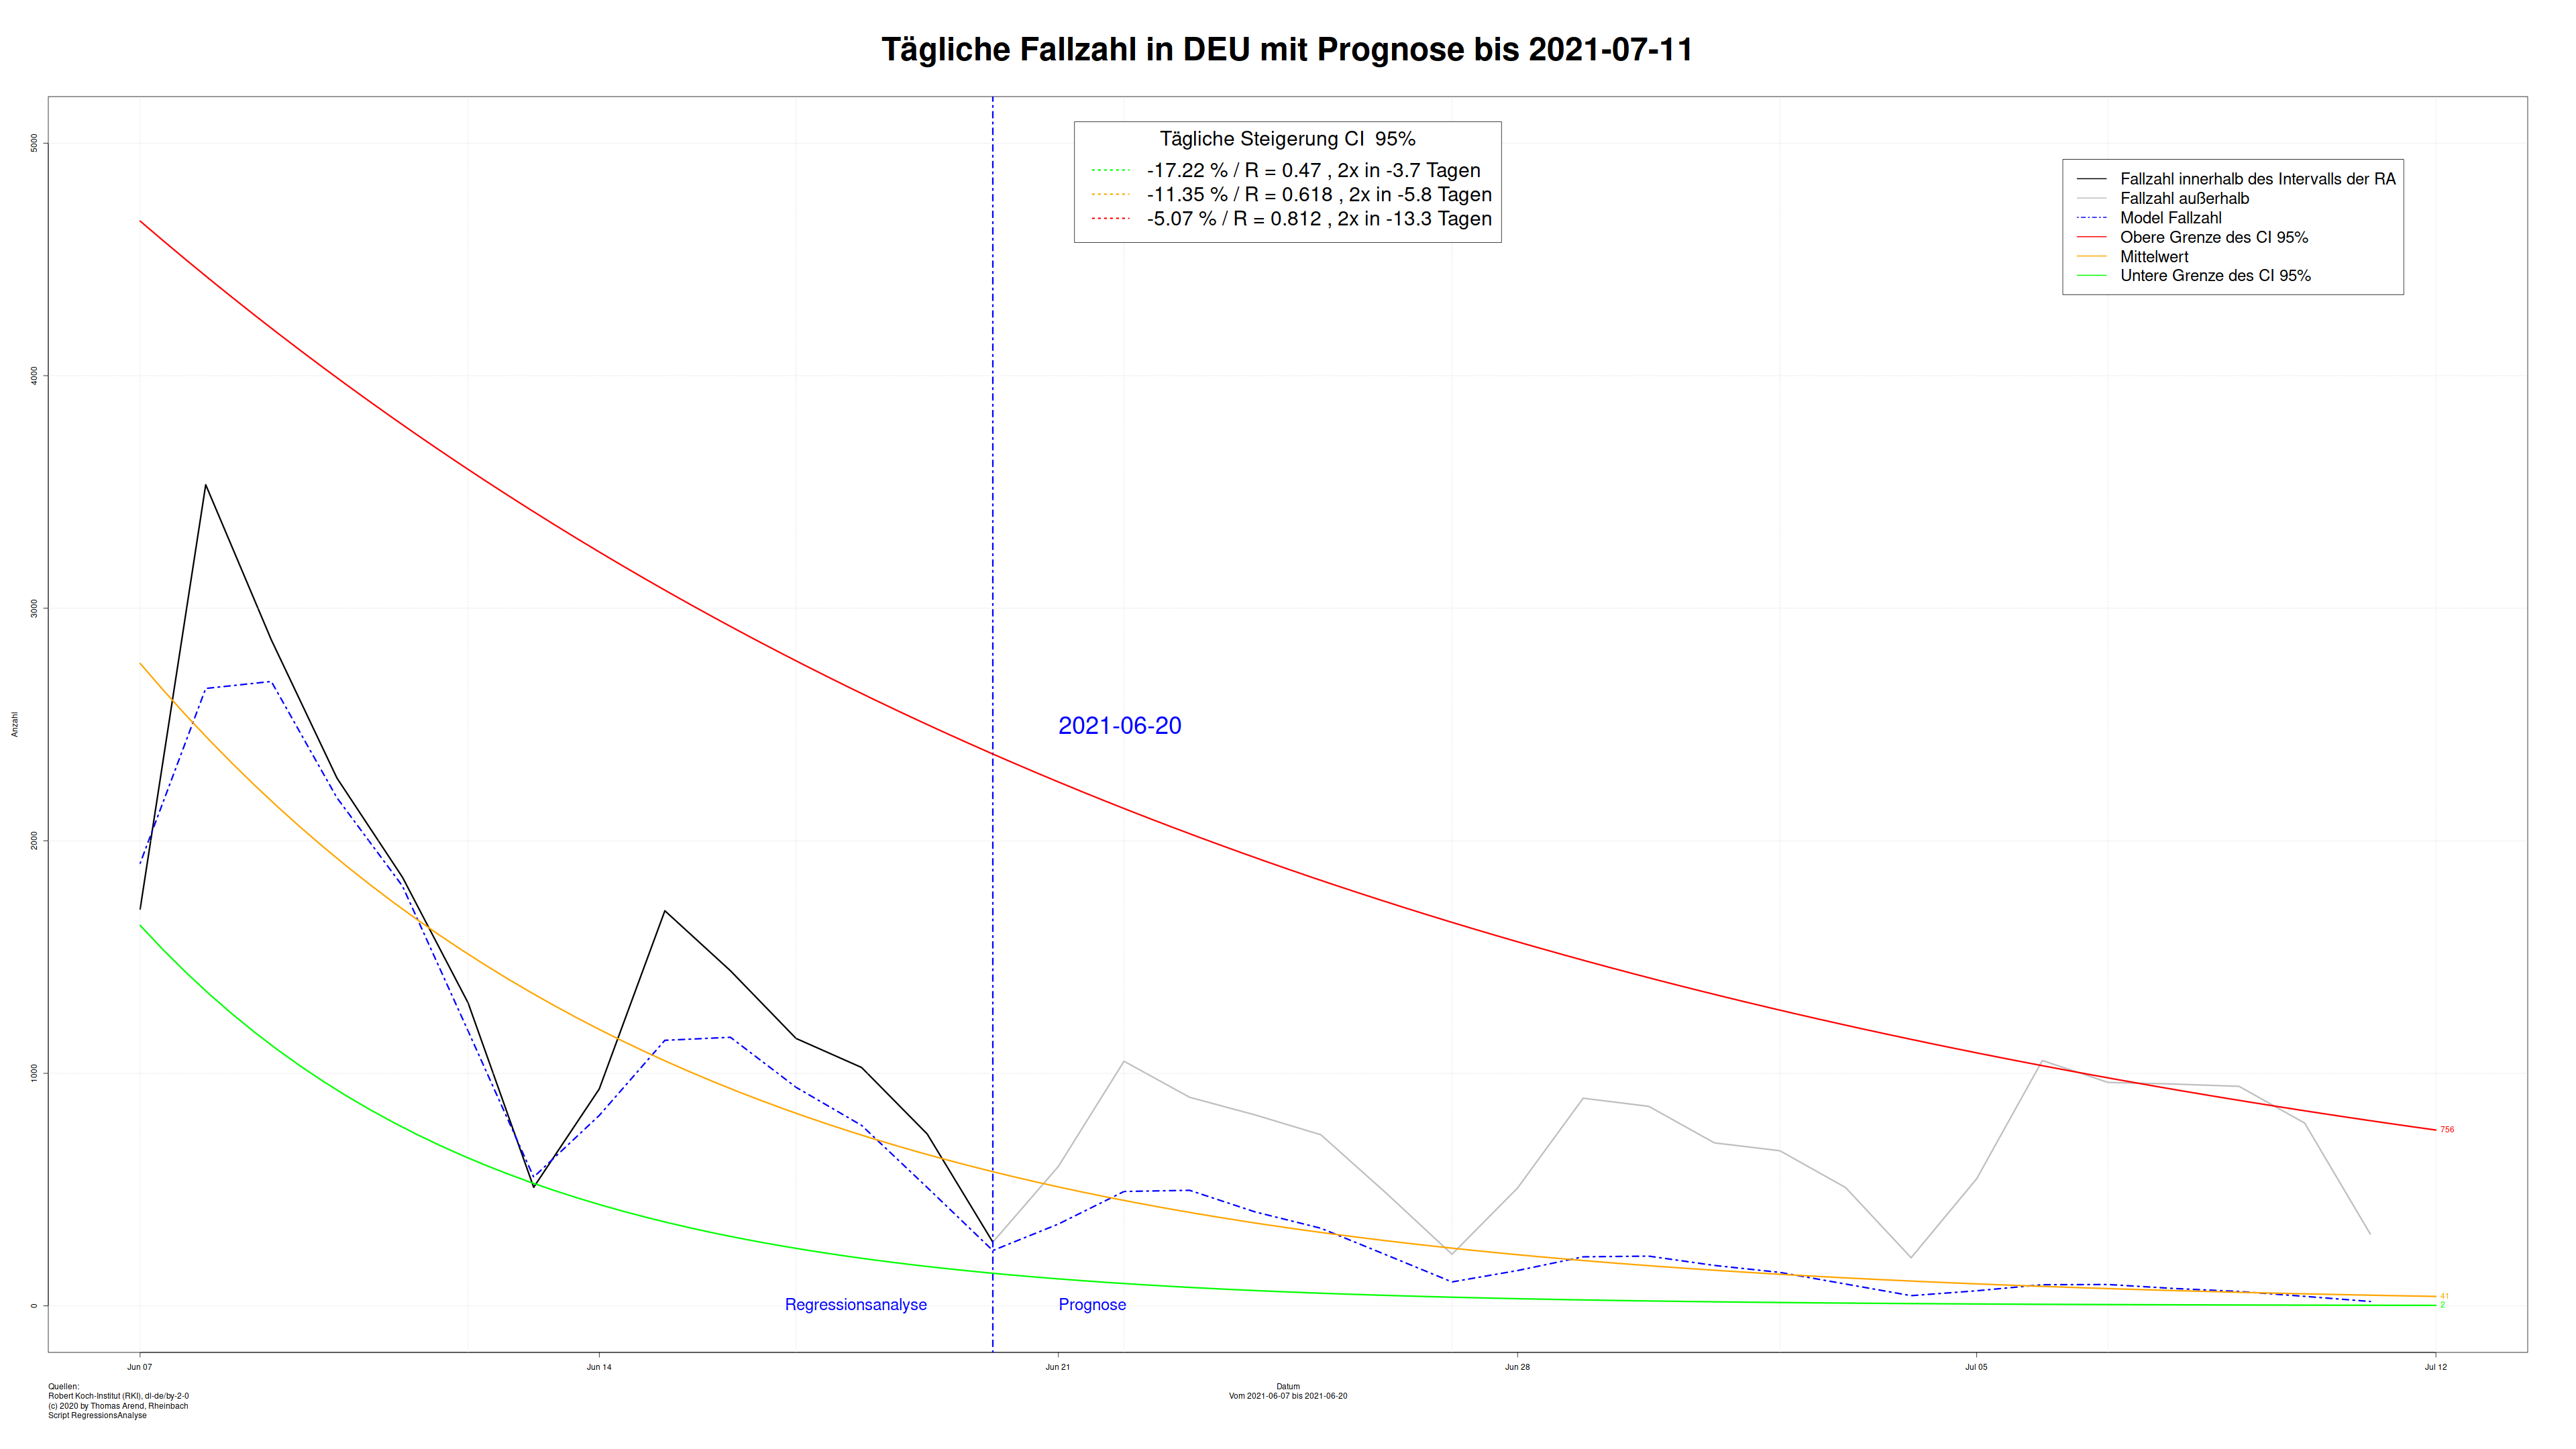 Tägliche Fallzahl in DEU mit Prognose bis 2021-07-11
Tägliche Steigerung CI  95%
-17.22 % / R = 0.47 , 2x in -3.7 Tagen
-11.35 % / R = 0.618 , 2x in -5.8 Tagen
-5.07 % / R = 0.812 , 2x in -13.3 Tagen
Fallzahl innerhalb des Intervalls der RA
Fallzahl außerhalb
Model Fallzahl
Obere Grenze des CI 95%
Mittelwert
Untere Grenze des CI 95%
5000
4000
3000
2000
1000
0
Anzahl
2021-06-20
756
41
2
Regressionsanalyse
Prognose
Jun 07
Jun 14
Jun 21
Jun 28
Jul 05
Jul 12
Datum
Vom 2021-06-07 bis 2021-06-20
Quellen:
Robert Koch-Institut (RKI), dl-de/by-2-0
(c) 2020 by Thomas Arend, Rheinbach
Script RegressionsAnalyse